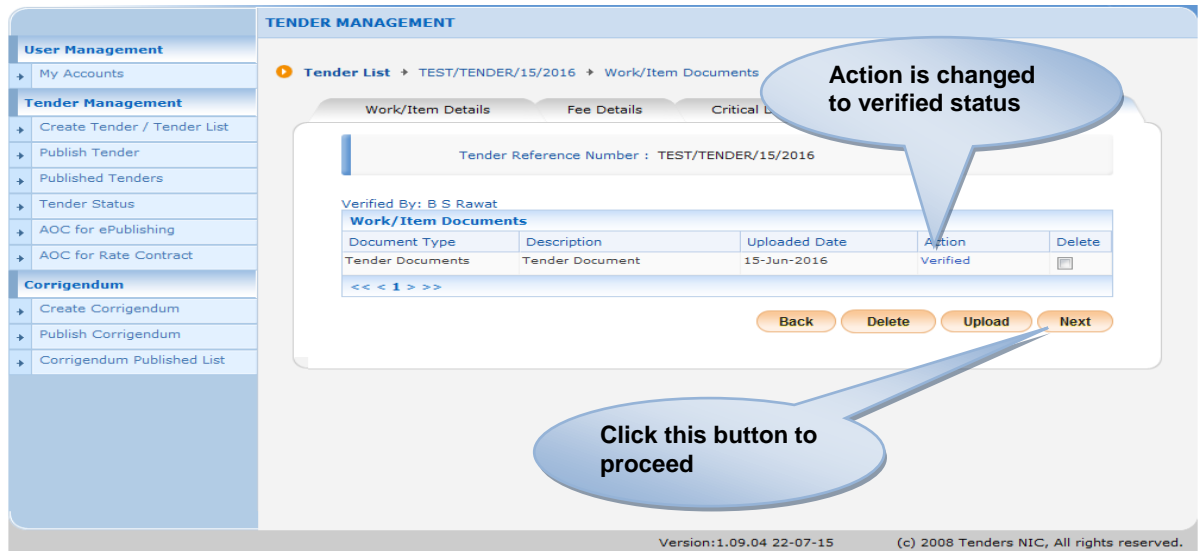 TENDER MANAGEMENT
User Management
My Accounts
Tender Management
Create Tender / Tender List
Publish Tender
Published Tenders
Tender Status
AOC for ePublishing
AOC for Rate Contract
Corrigendum
Create Corrigendum
Publish Corrigendum
Corrigendum Published List
Tender List TEST/TENDER/15/2016 Work/Item Documents
Action is changed
to verified status
Work/Item Details Fee Details Critical
Tender Reference Number : TEST/TENDER/15/2016
Verified By: B S Rawat
Work/Item Documents
Document Type Description Uploaded Date Action Delete
Tender Documents Tender Document 15-Jun-2016 Verified
<< < 1 > >>
Back Delete Upload Next
Click this button to
proceed
Version:1.09.04 22-07-15 (c) 2008 Tenders NIC, All rights reserved.